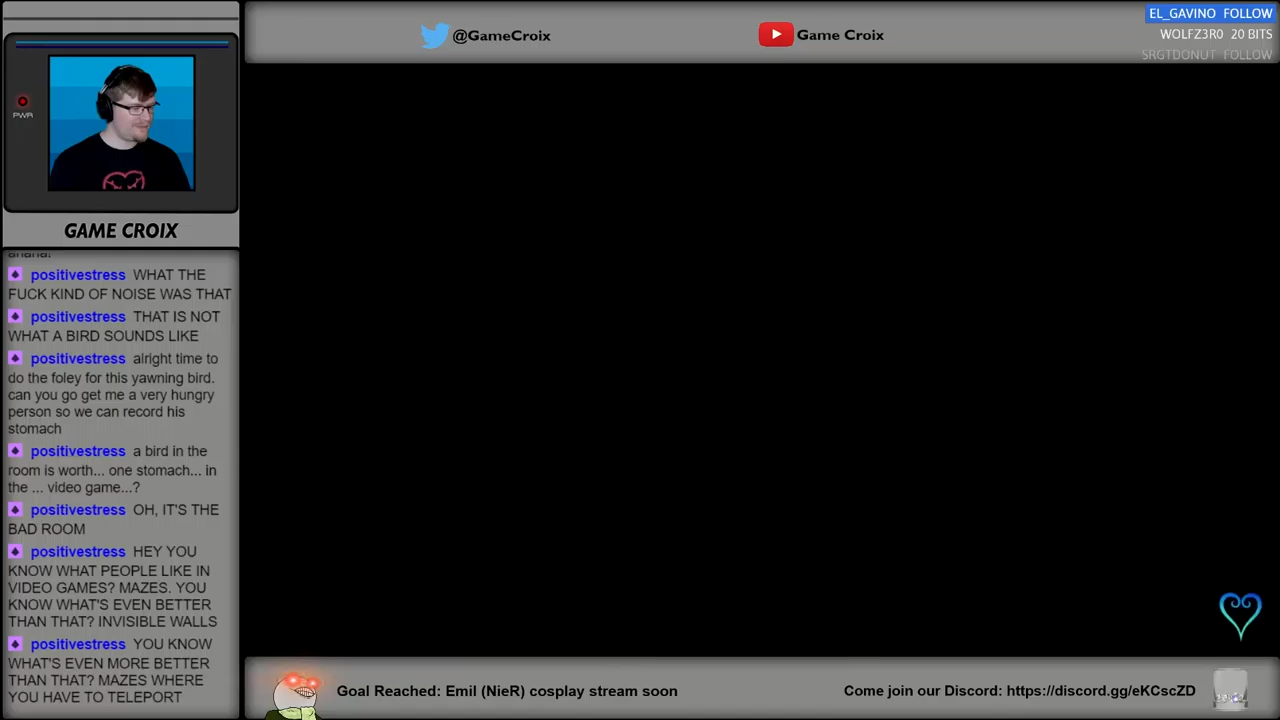 EL_GAVINO FOLLOW
@GameCroix
Game Croix
WOLFZ3R0 20 BITS
SRGTDONUT FOLLOW
PWR
GAME CROIX
positivestress WHAT THE
FUCK KIND OF NOISE WAS THAT
positivestress THAT IS NOT
WHAT A BIRD SOUNDS LIKE
positivestress alright time to
do the foley for this yawning bird.
can you go get me a very hungry
person so we can record his
stomach
positivestress a bird in the
room is worth... one stomach... in
the ... video game...?
positivestress OH, IT'S THE
BAD ROOM
positivestress HEY YOU
KNOW WHAT PEOPLE LIKE IN
VIDEO GAMES? MAZES. YOU
KNOW WHAT'S EVEN BETTER
THAN THAT? INVISIBLE WALLS
positivestress YOU KNOW
WHAT'S EVEN MORE BETTER
THAN THAT? MAZES WHERE
YOU HAVE TO TELEPORT
Goal Reached: Emil (NieR) cosplay stream soon
Come join our Discord: https://discord.gg/eKCscZD